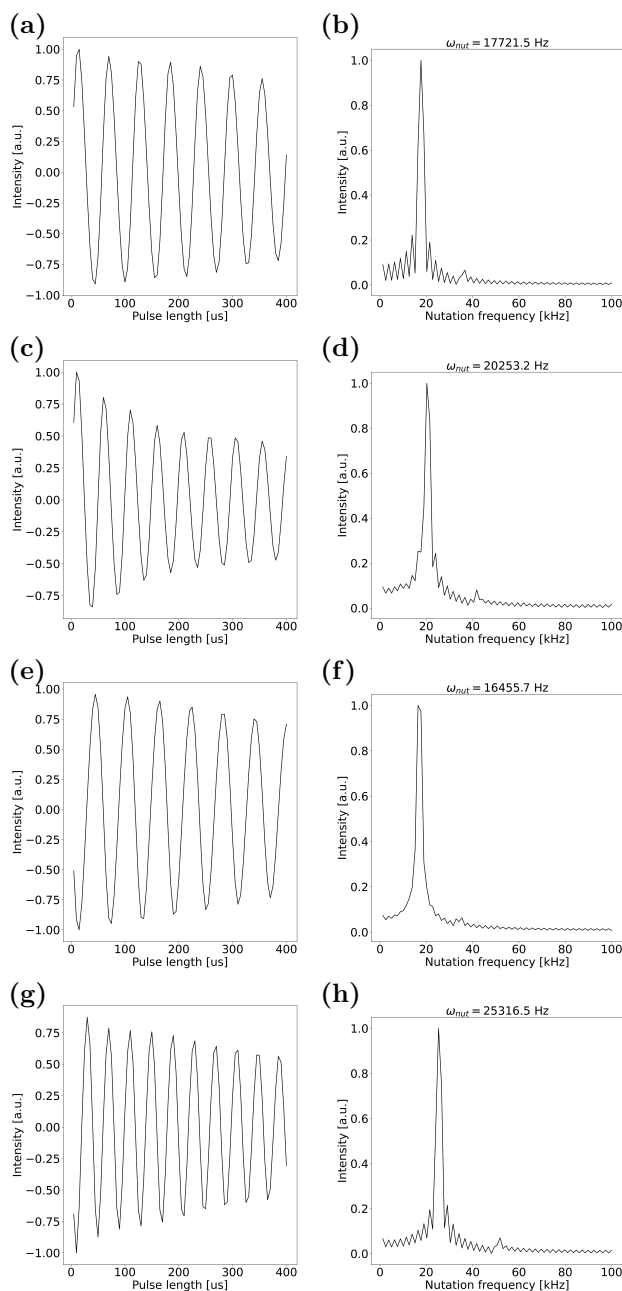 (a)
1.00
0.75
0.50
0.25
0.00
−0.25
−0.50
−0.75
−1.00
Intensity [a.u.]
0 100 200 300 400
Pulse length [us]
(b)
ω_nut = 17721.5 Hz
1.0
0.8
0.6
0.4
0.2
0.0
Intensity [a.u.]
0 20 40 60 80 100
Nutation frequency [kHz]
(c)
1.00
0.75
0.50
0.25
0.00
−0.25
−0.50
−0.75
Intensity [a.u.]
0 100 200 300 400
Pulse length [us]
(d)
ω_nut = 20253.2 Hz
1.0
0.8
0.6
0.4
0.2
0.0
Intensity [a.u.]
0 20 40 60 80 100
Nutation frequency [kHz]
(e)
1.00
0.75
0.50
0.25
0.00
−0.25
−0.50
−0.75
−1.00
Intensity [a.u.]
0 100 200 300 400
Pulse length [us]
(f)
ω_nut = 16455.7 Hz
1.0
0.8
0.6
0.4
0.2
0.0
Intensity [a.u.]
0 20 40 60 80 100
Nutation frequency [kHz]
(g)
0.75
0.50
0.25
0.00
−0.25
−0.50
−0.75
−1.00
Intensity [a.u.]
0 100 200 300 400
Pulse length [us]
(h)
ω_nut = 25316.5 Hz
1.0
0.8
0.6
0.4
0.2
0.0
Intensity [a.u.]
0 20 40 60 80 100
Nutation frequency [kHz]